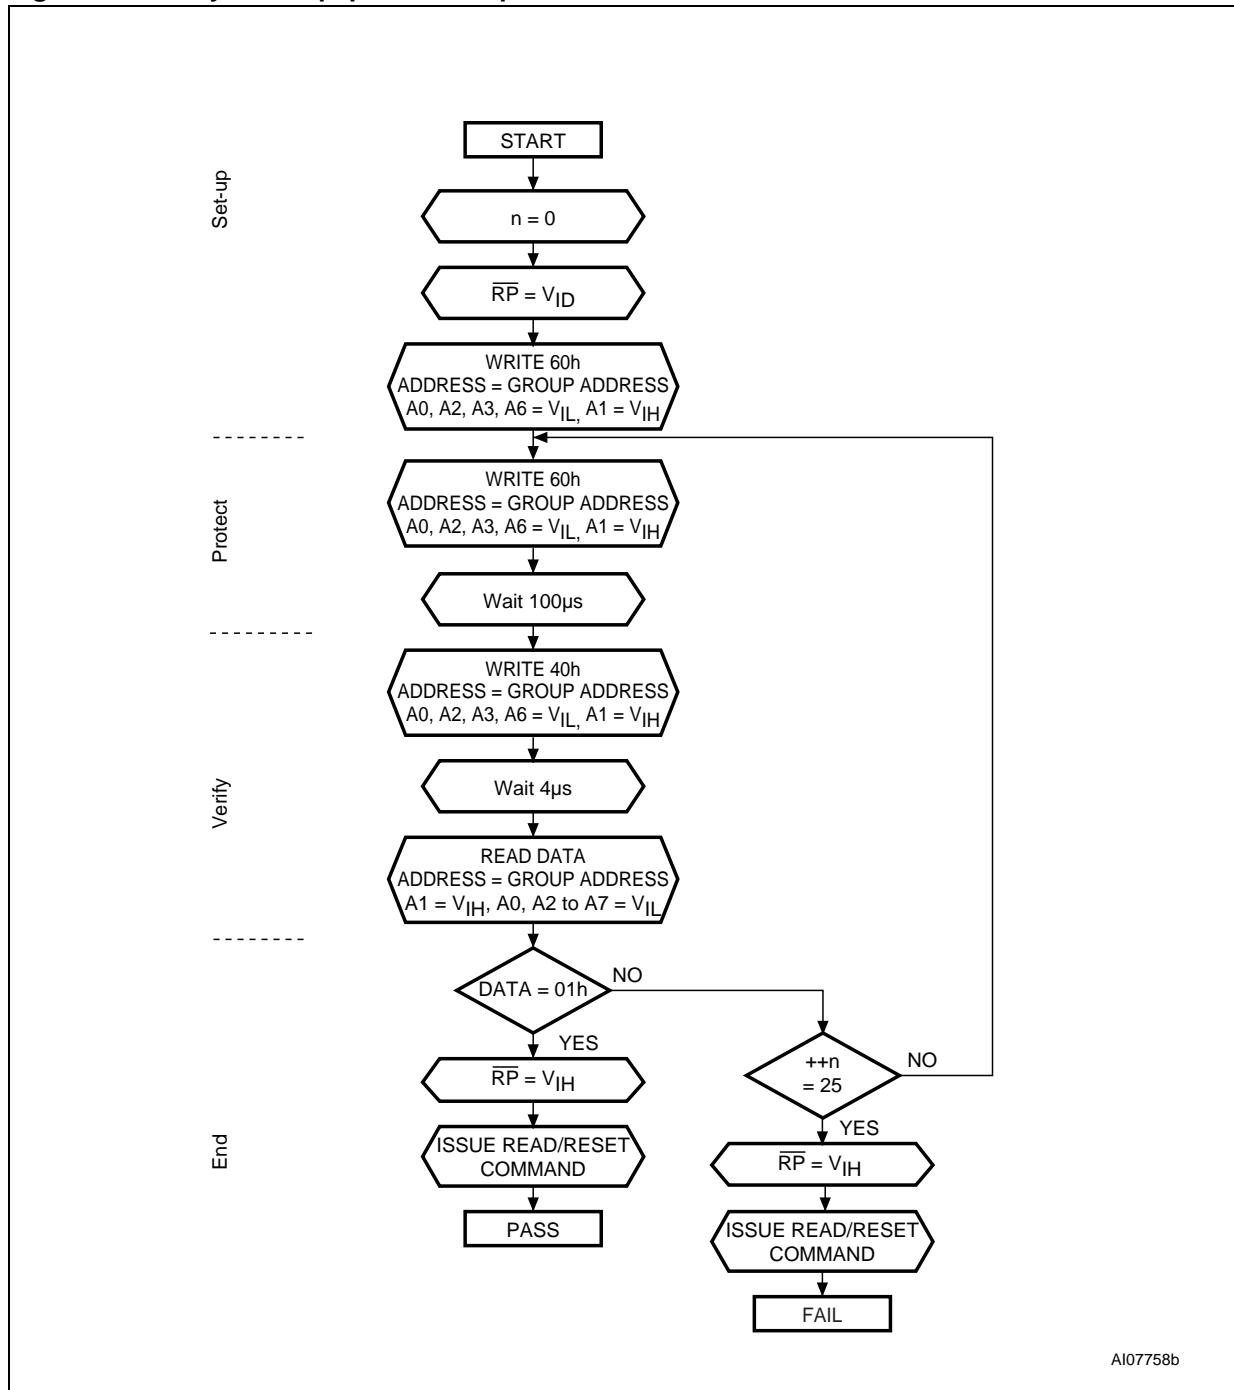 START
Set-up
n = 0
RP = VID
WRITE 60h
ADDRESS = GROUP ADDRESS
A0, A2, A3, A6 = VIL, A1 = VIH
Protect
WRITE 60h
ADDRESS = GROUP ADDRESS
A0, A2, A3, A6 = VIL, A1 = VIH
Wait 100µs
Verify
WRITE 40h
ADDRESS = GROUP ADDRESS
A0, A2, A3, A6 = VIL, A1 = VIH
Wait 4µs
READ DATA
ADDRESS = GROUP ADDRESS
A1 = VIH, A0, A2 to A7 = VIL
End
DATA = 01h
NO
YES
RP = VIH
ISSUE READ/RESET
COMMAND
PASS
++n
= 25
NO
YES
RP = VIH
ISSUE READ/RESET
COMMAND
FAIL
AI07758b